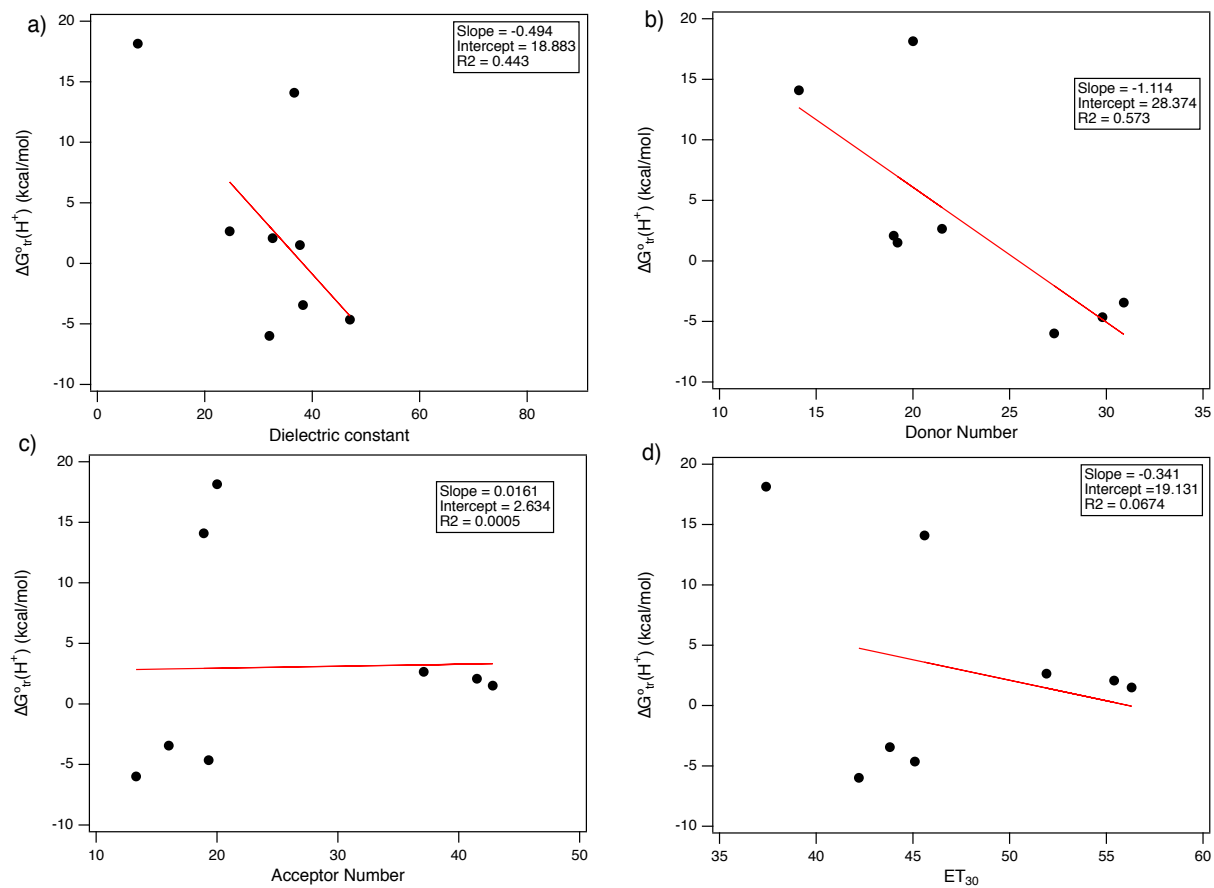 a)
Slope = -0.494
Intercept = 18.883
R2 = 0.443
20
15
10
5
0
-5
-10
ΔG°tr(H+) (kcal/mol)
0 20 40 60 80
Dielectric constant
b)
Slope = -1.114
Intercept = 28.374
R2 = 0.573
20
15
10
5
0
-5
-10
ΔG°tr(H+) (kcal/mol)
10 15 20 25 30 35
Donor Number
c)
Slope = 0.0161
Intercept = 2.634
R2 = 0.0005
20
15
10
5
0
-5
-10
ΔG°tr(H+) (kcal/mol)
10 20 30 40 50
Acceptor Number
d)
Slope = -0.341
Intercept =19.131
R2 = 0.0674
20
15
10
5
0
-5
-10
ΔG°tr(H+) (kcal/mol)
35 40 45 50 55 60
ET30